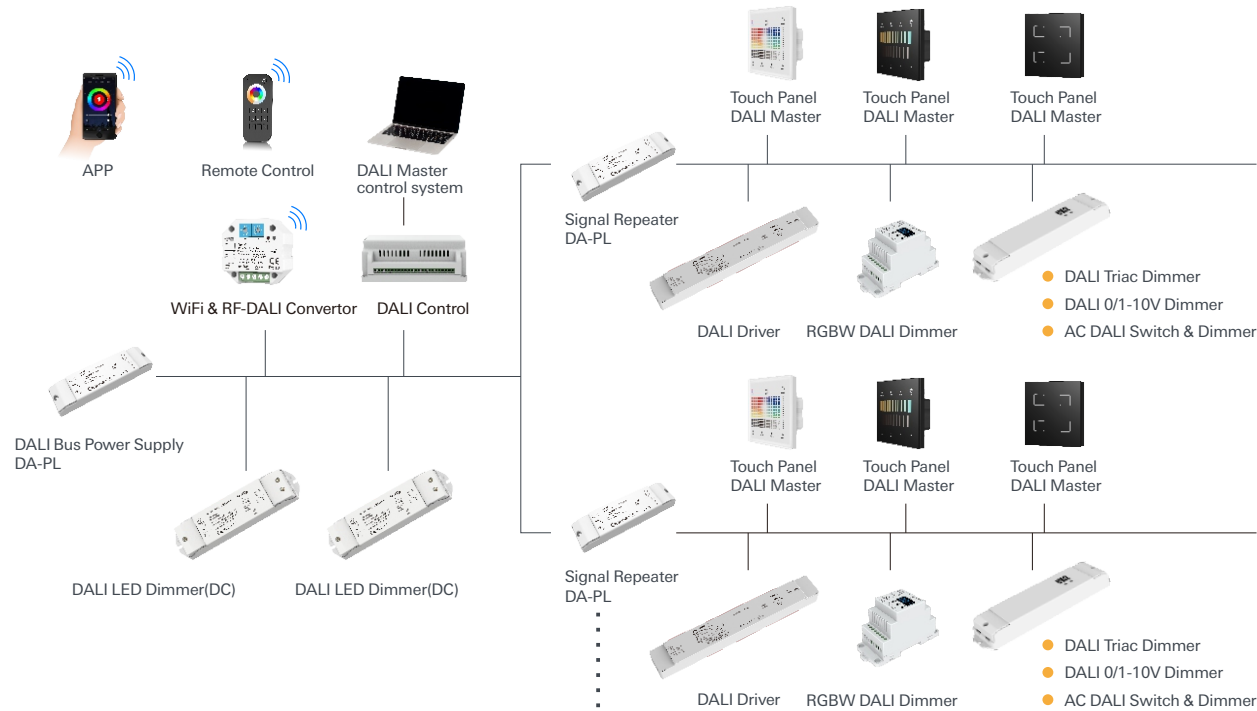 APP
Remote Control
DALI Master
control system
WiFi & RF-DALI Convertor
DALI Control
DALI Bus Power Supply
DA-PL
DALI LED Dimmer(DC)
DALI LED Dimmer(DC)
Touch Panel
DALI Master
Touch Panel
DALI Master
Touch Panel
DALI Master
Signal Repeater
DA-PL
DALI Driver
RGBW DALI Dimmer
DALI Triac Dimmer
DALI 0/1-10V Dimmer
AC DALI Switch & Dimmer
Touch Panel
DALI Master
Touch Panel
DALI Master
Touch Panel
DALI Master
Signal Repeater
DA-PL
DALI Driver
RGBW DALI Dimmer
DALI Triac Dimmer
DALI 0/1-10V Dimmer
AC DALI Switch & Dimmer